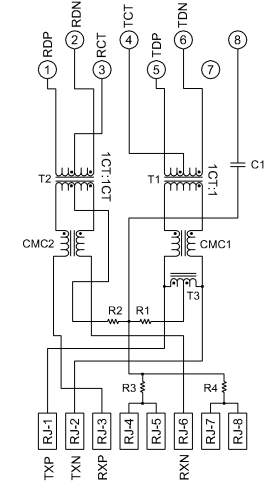 RDP
RDN
RCT
TCT
TDP
TDN
1
2
3
4
5
6
7
8
T2
1CT:1CT
T1
1CT:1
C1
CMC2
CMC1
T3
R2
R1
R3
R4
RJ-1
RJ-2
RJ-3
RJ-4
RJ-5
RJ-6
RJ-7
RJ-8
TXP
TXN
RXP
RXN